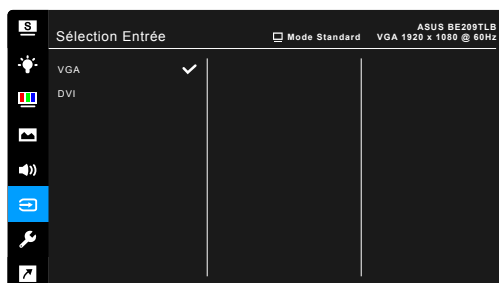 S
Sélection Entrée
Mode Standard
ASUS BE209TLB
VGA 1920 x 1080 @ 60Hz
VGA
DVI